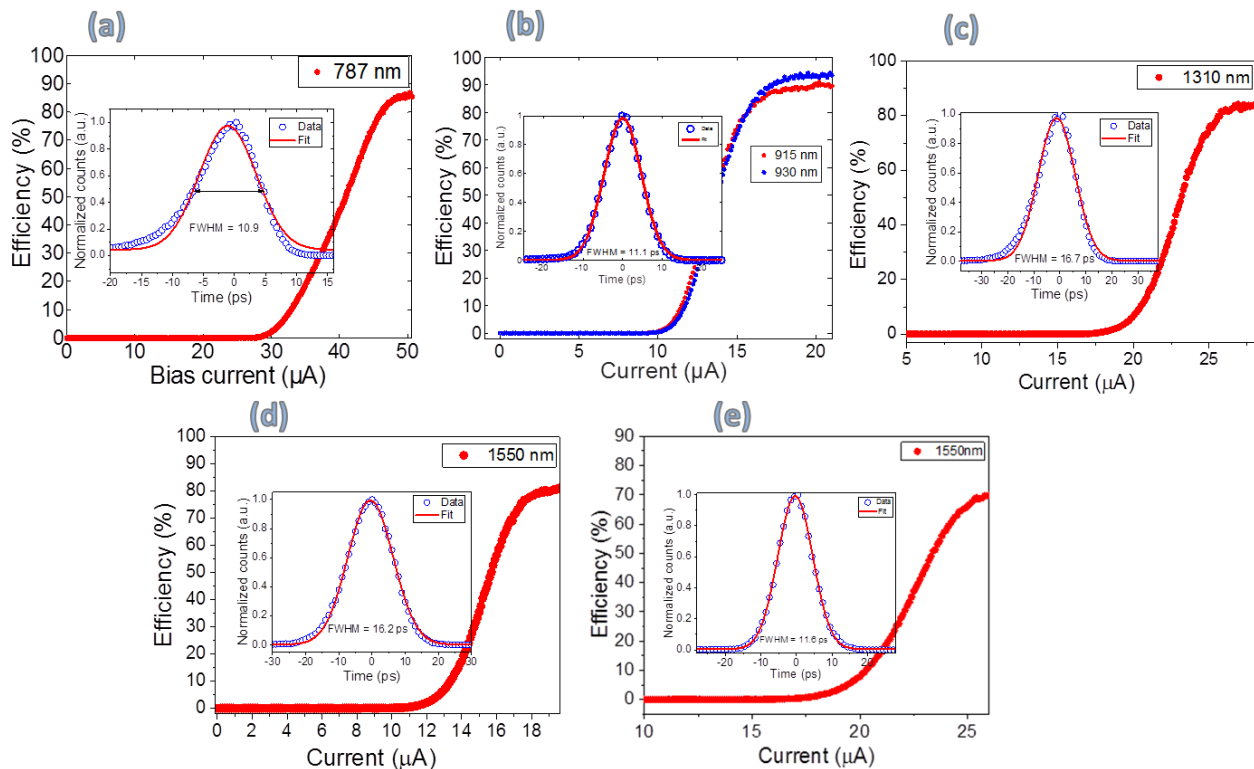 (a)
100
90
80
70
60
50
40
30
20
10
0
Efficiency (%)
787 nm
1.0
0.8
0.6
0.4
0.2
0.0
Normalized counts (a.u.)
Data
Fit
FWHM = 10.9
-20 -15 -10 -5 0 5 10 15
Time (ps)
0 10 20 30 40 50
Bias current (µA)
(b)
100
90
80
70
60
50
40
30
20
10
0
Efficiency (%)
1
0.8
0.6
0.4
0.2
0
Normalized counts (a.u.)
Data
Fit
FWHM = 11.1 ps
-20 -10 0 10 20
Time (ps)
915 nm
930 nm
0 5 10 15 20
Current (µA)
(c)
100
90
80
70
60
50
40
30
20
10
0
Efficiency (%)
1310 nm
1.0
0.8
0.6
0.4
0.2
0.0
Normalized counts (a.u.)
Data
Fit
FWHM = 16.7 ps
-30 -20 -10 0 10 20 30
Time (ps)
5 10 15 20 25
Current (µA)
(d)
100
90
80
70
60
50
40
30
20
10
0
Efficiency (%)
1550 nm
1.0
0.8
0.6
0.4
0.2
0.0
Normalized counts (a.u.)
Data
Fit
FWHM = 16.2 ps
-30 -20 -10 0 10 20 30
Time (ps)
0 2 4 6 8 10 12 14 16 18
Current (µA)
(e)
90
80
70
60
50
40
30
20
10
0
Efficiency (%)
1550nm
1.0
0.8
0.6
0.4
0.2
0.0
Normalized counts (a.u.)
Data
Fit
FWHM = 11.6 ps
-20 -10 0 10 20
Time (ps)
10 15 20 25
Current (µA)